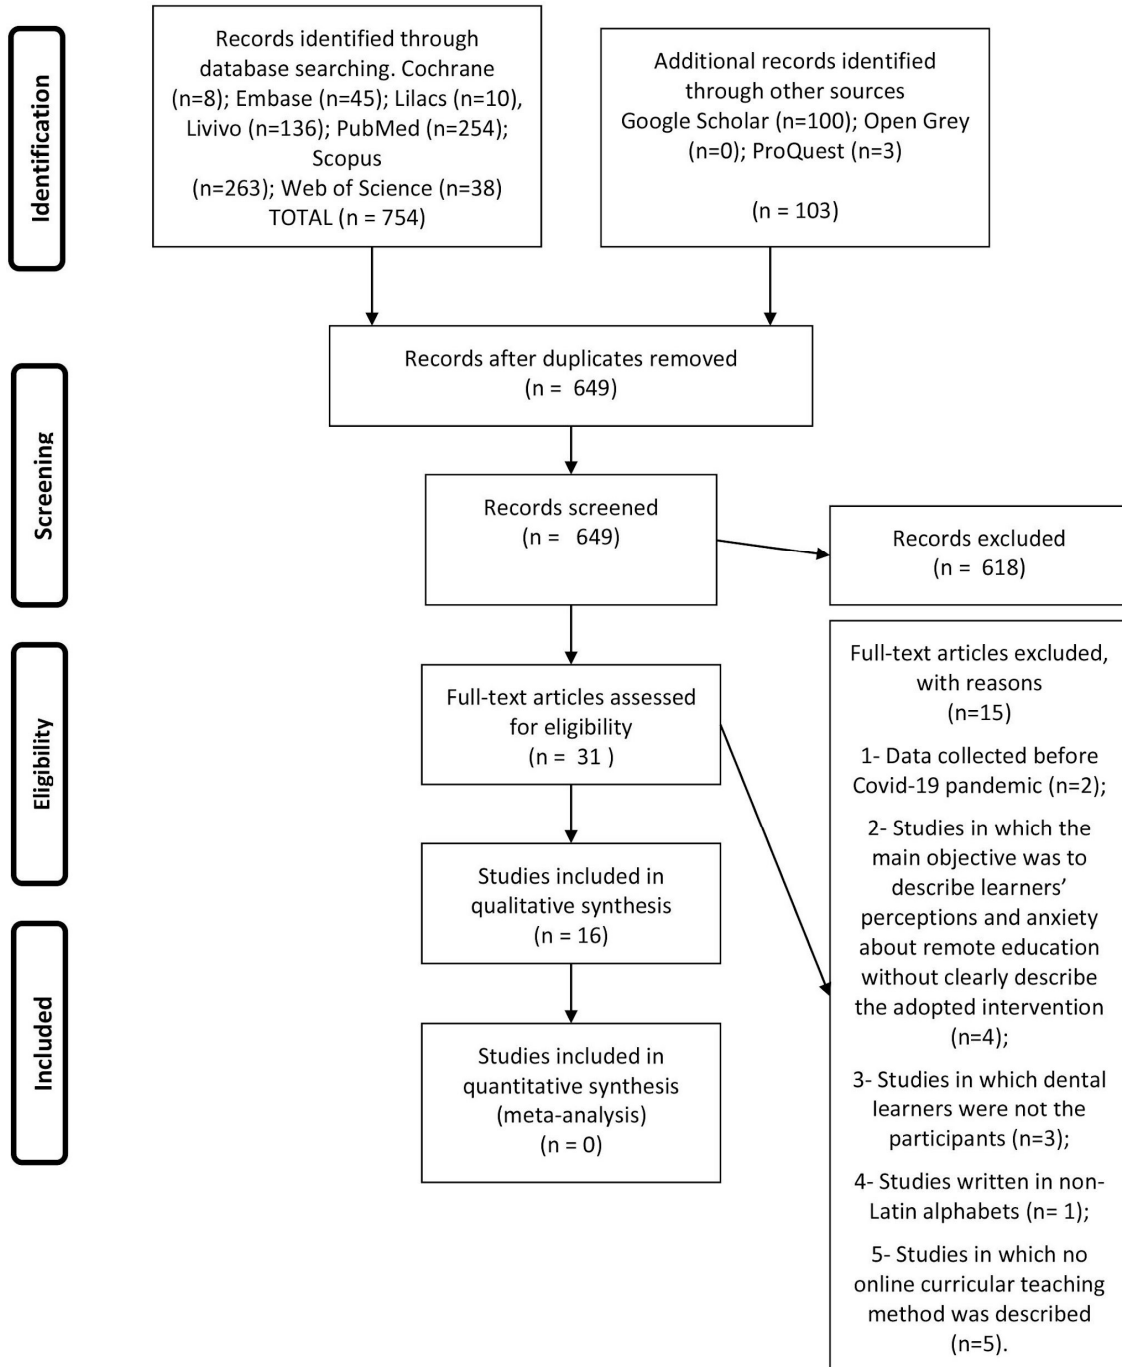 Identification
Records identified through
database searching. Cochrane
(n=8); Embase (n=45); Lilacs (n=10),
Livivo (n=136); PubMed (n=254);
Scopus
(n=263); Web of Science (n=38)
TOTAL (n = 754)
Additional records identified
through other sources
Google Scholar (n=100); Open Grey
(n=0); ProQuest (n=3)
(n = 103)
Records after duplicates removed
(n = 649)
Screening
Records screened
(n = 649)
Records excluded
(n = 618)
Eligibility
Full-text articles assessed
for eligibility
(n = 31 )
Full-text articles excluded,
with reasons
(n=15)
1- Data collected before
Covid-19 pandemic (n=2);
2- Studies in which the
main objective was to
describe learners’
perceptions and anxiety
about remote education
without clearly describe
the adopted intervention
(n=4);
3- Studies in which dental
learners were not the
participants (n=3);
4- Studies written in non-
Latin alphabets (n= 1);
5- Studies in which no
online curricular teaching
method was described
(n=5).
Studies included in
qualitative synthesis
(n = 16)
Included
Studies included in
quantitative synthesis
(meta-analysis)
(n = 0)